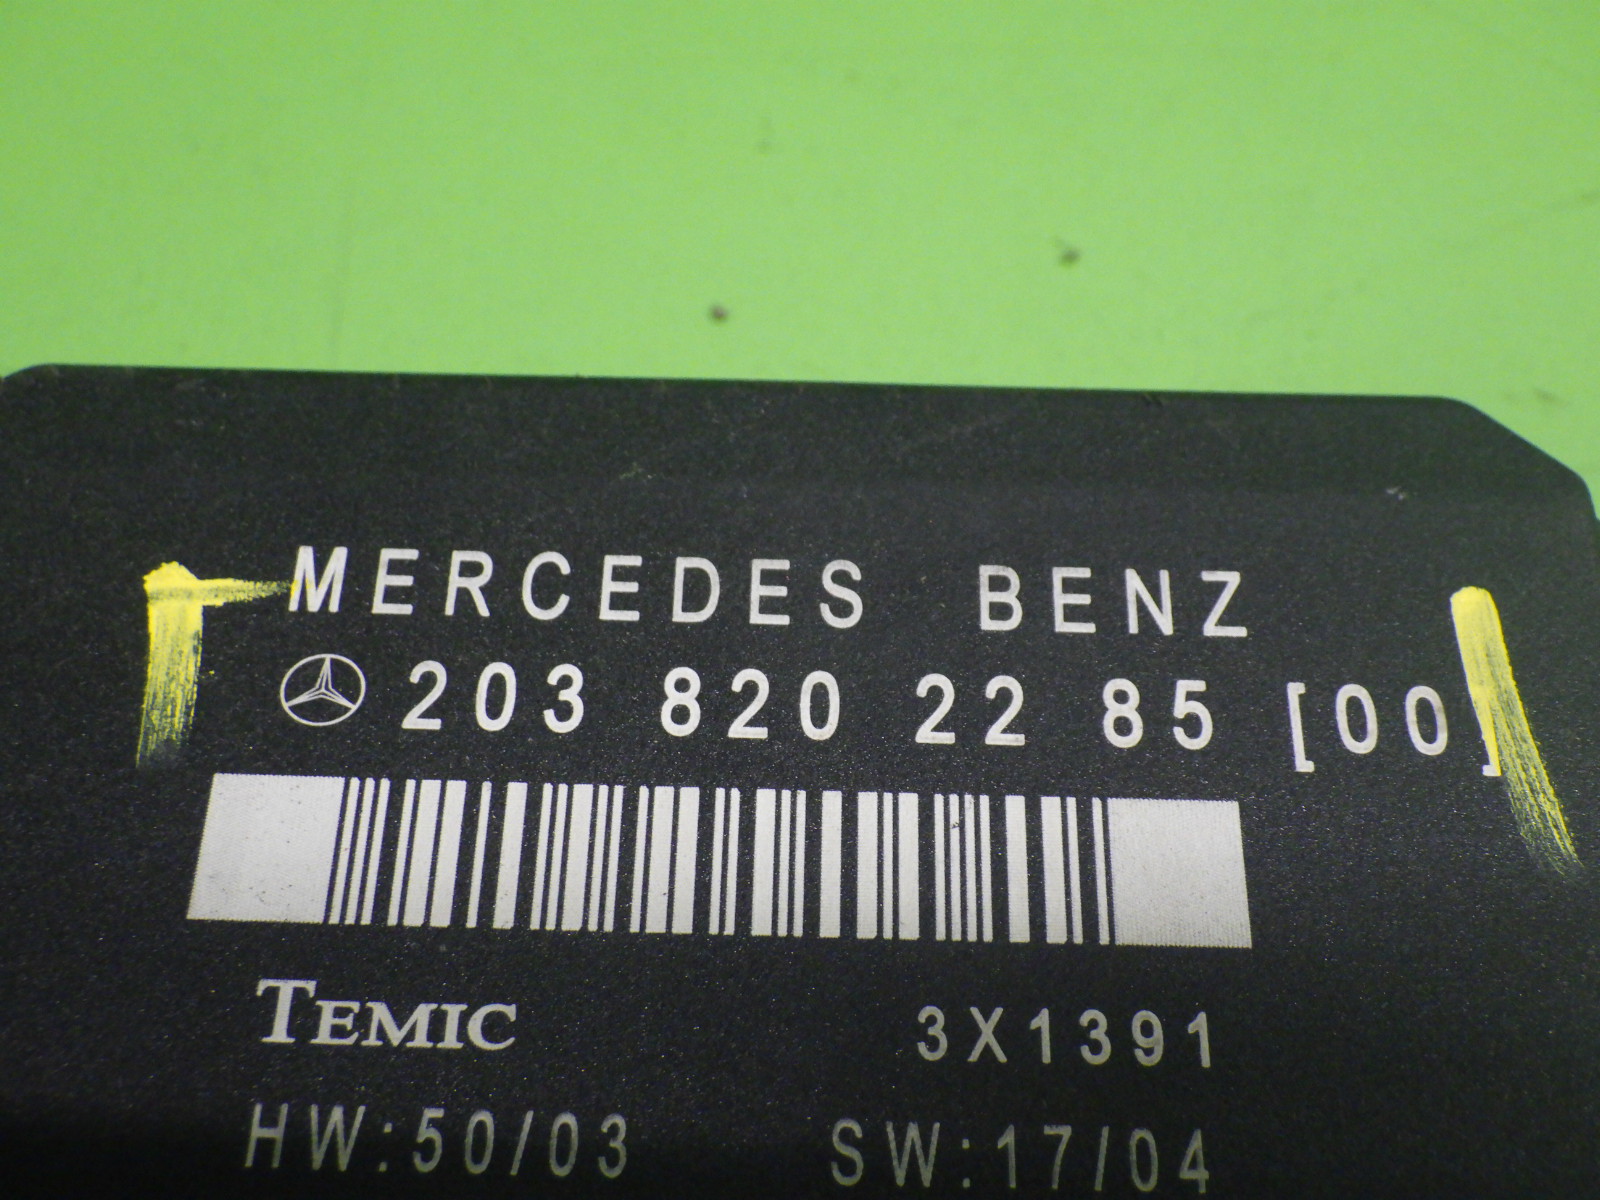 MERCEDES BENZ
203 820 22 85 [00]
TEMIC 3X1391
HW:50/03 SW:17/04